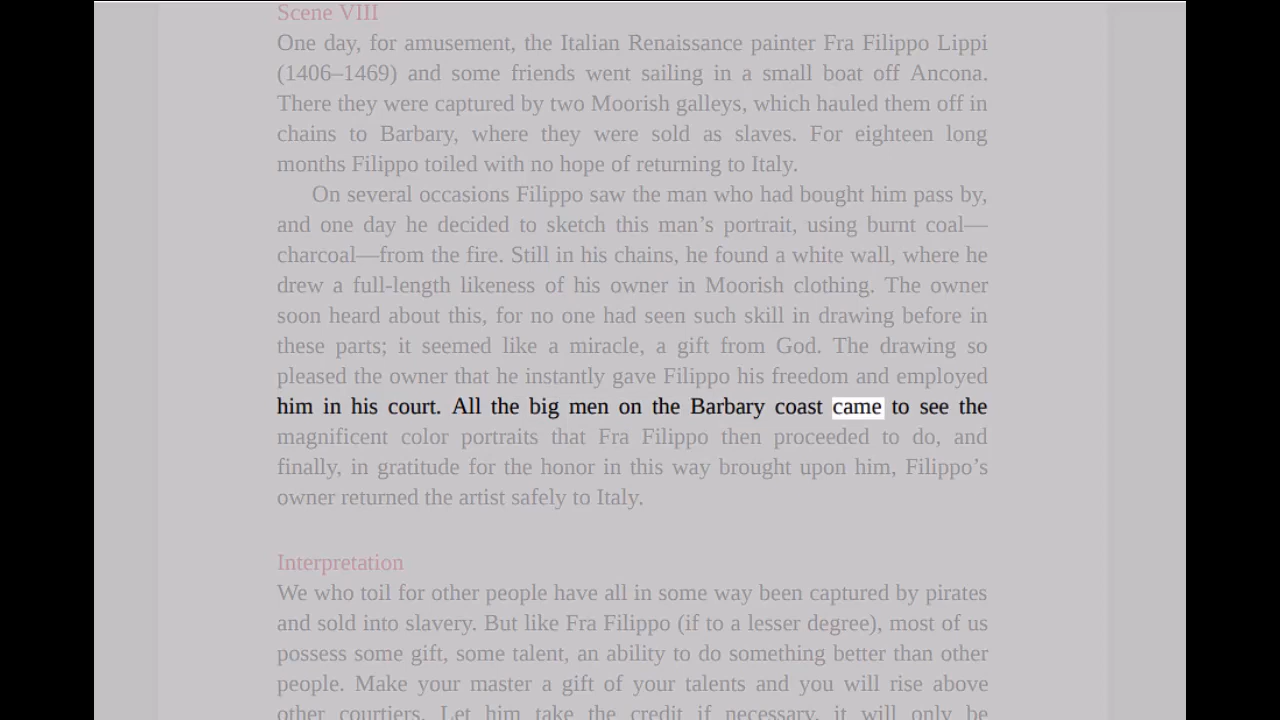 Scene VIII
One day, for amusement, the Italian Renaissance painter Fra Filippo Lippi
(1406–1469) and some friends went sailing in a small boat off Ancona.
There they were captured by two Moorish galleys, which hauled them off in
chains to Barbary, where they were sold as slaves. For eighteen long
months Filippo toiled with no hope of returning to Italy.
On several occasions Filippo saw the man who had bought him pass by,
and one day he decided to sketch this man’s portrait, using burnt coal—
charcoal—from the fire. Still in his chains, he found a white wall, where he
drew a full-length likeness of his owner in Moorish clothing. The owner
soon heard about this, for no one had seen such skill in drawing before in
these parts; it seemed like a miracle, a gift from God. The drawing so
pleased the owner that he instantly gave Filippo his freedom and employed
him in his court. All the big men on the Barbary coast came to see the
magnificent color portraits that Fra Filippo then proceeded to do, and
finally, in gratitude for the honor in this way brought upon him, Filippo’s
owner returned the artist safely to Italy.
Interpretation
We who toil for other people have all in some way been captured by pirates
and sold into slavery. But like Fra Filippo (if to a lesser degree), most of us
possess some gift, some talent, an ability to do something better than other
people. Make your master a gift of your talents and you will rise above
other courtiers. Let him take the credit if necessary, it will only be